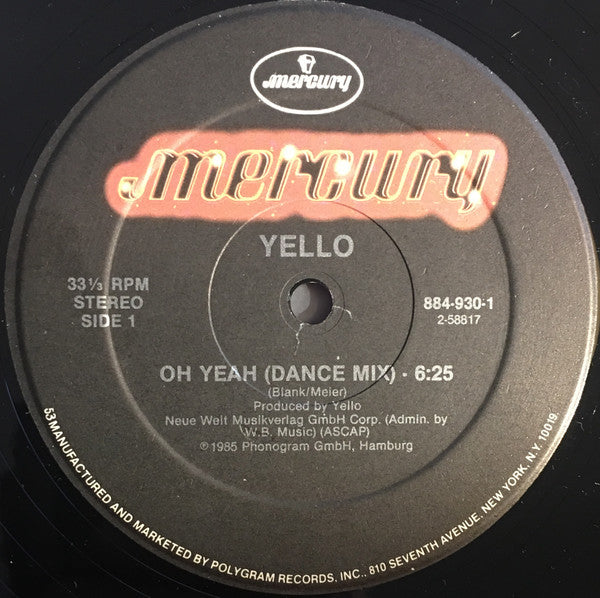 mercury
mercury
YELLO
33⅓ RPM
STEREO
SIDE 1
884-930-1
2-58817
OH YEAH (DANCE MIX) - 6:25
(Blank/Meier)
Produced by Yello
Neue Welt Musikverlag GmbH Corp. (Admin. by
W.B. Music) (ASCAP)
℗1985 Phonogram GmbH, Hamburg
53MANUFACTURED AND MARKETED BY POLYGRAM RECORDS, INC., 810 SEVENTH AVENUE, NEW YORK, N.Y. 10019.